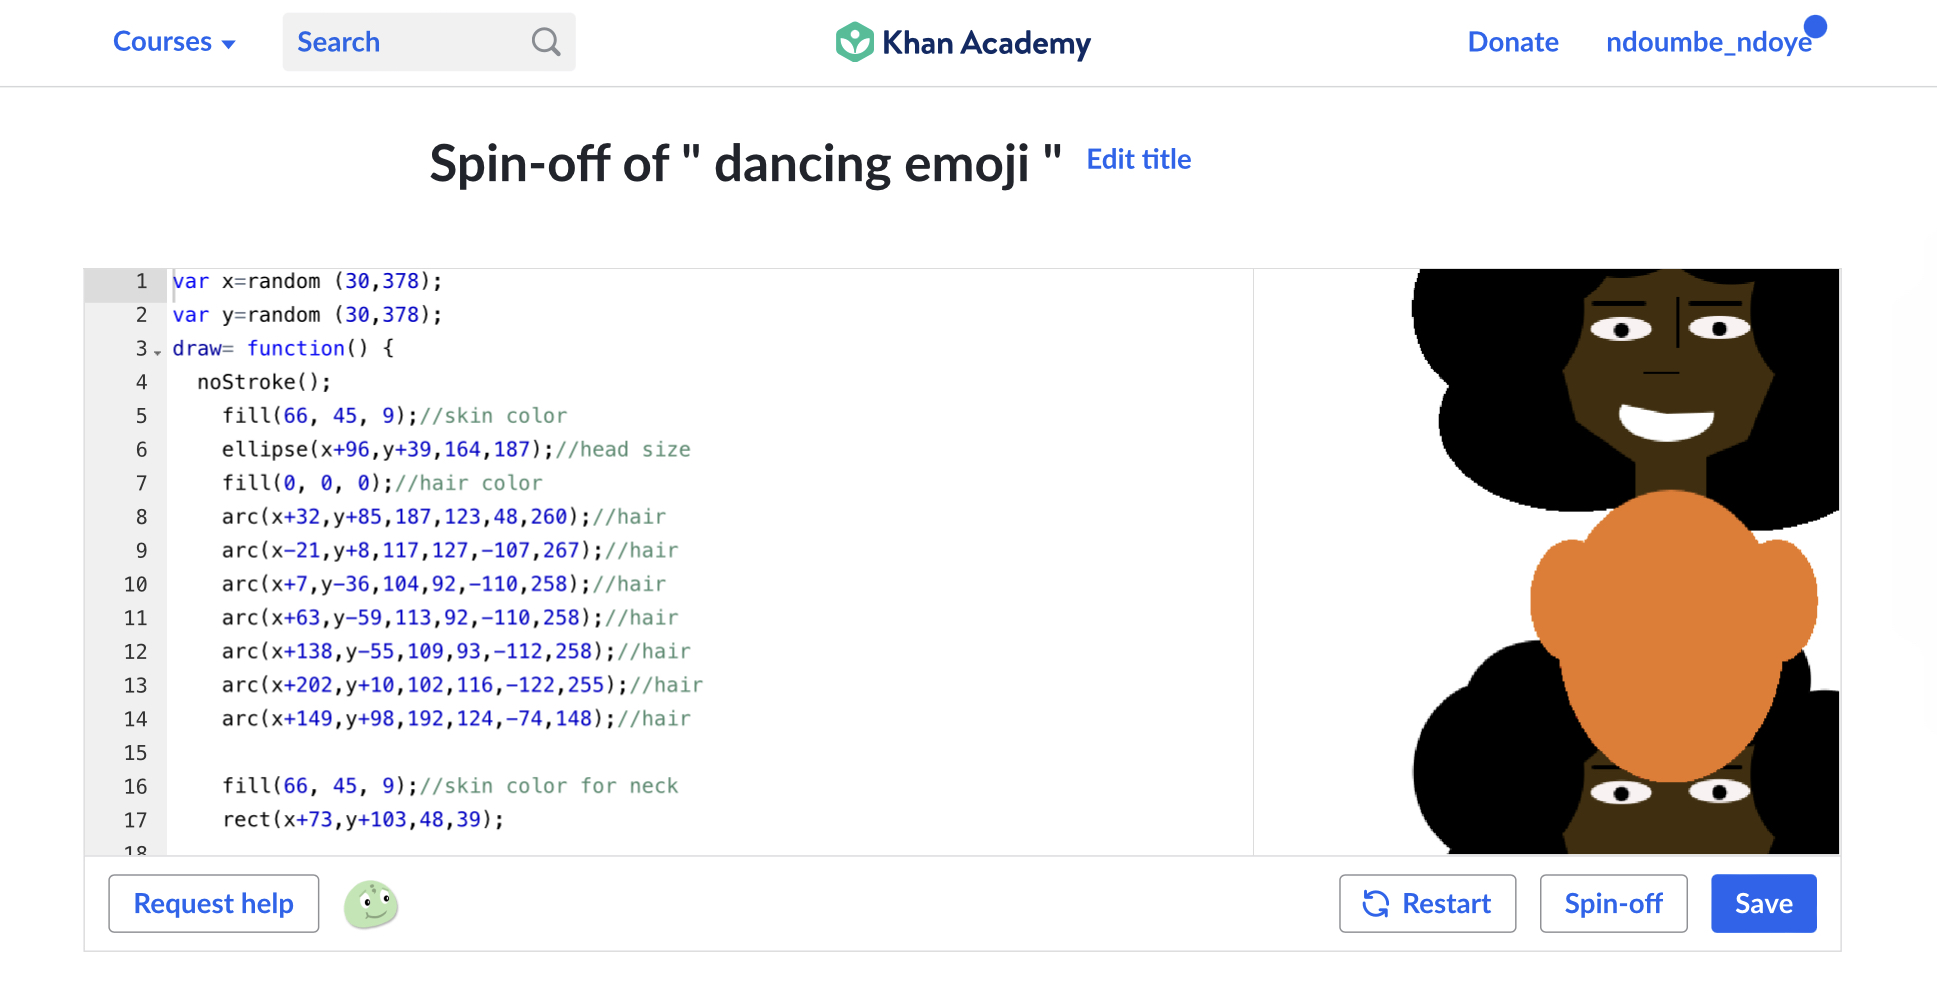 Courses Search Khan Academy Donate ndoumbe_ndoye
Spin-off of " dancing emoji " Edit title
1 var x=random (30,378);
2 var y=random (30,378);
3 draw= function() {
4 noStroke();
5 fill(66, 45, 9);//skin color
6 ellipse(x+96,y+39,164,187);//head size
7 fill(0, 0, 0);//hair color
8 arc(x+32,y+85,187,123,48,260);//hair
9 arc(x-21,y+8,117,127,-107,267);//hair
10 arc(x+7,y-36,104,92,-110,258);//hair
11 arc(x+63,y-59,113,92,-110,258);//hair
12 arc(x+138,y-55,109,93,-112,258);//hair
13 arc(x+202,y+10,102,116,-122,255);//hair
14 arc(x+149,y+98,192,124,-74,148);//hair
15
16 fill(66, 45, 9);//skin color for neck
17 rect(x+73,y+103,48,39);
18
Request help Restart Spin-off Save